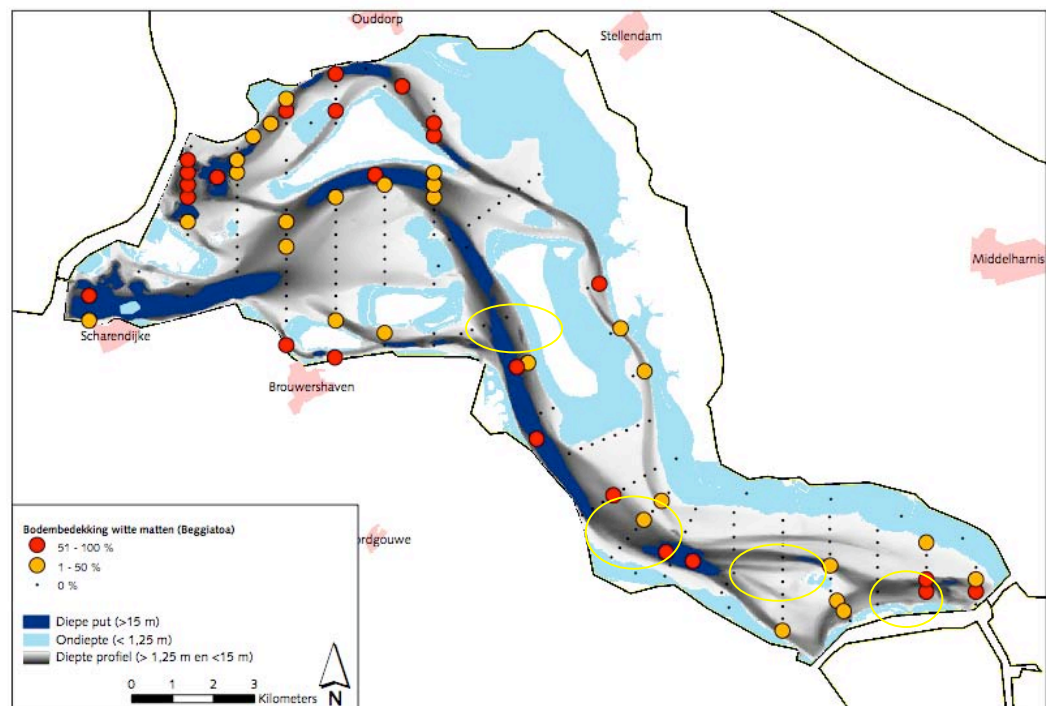 Ouddorp
Stellendam
Middelharnis
Scharendijke
Brouwershaven
ordgouwe
Bodembedekking witte matten (Beggiatoa)
51 - 100 %
1 - 50 %
0 %
Diepe put (>15 m)
Ondiepte (< 1,25 m)
Diepte profiel (> 1,25 m en <15 m)
0 1 2 3
Kilometers
N